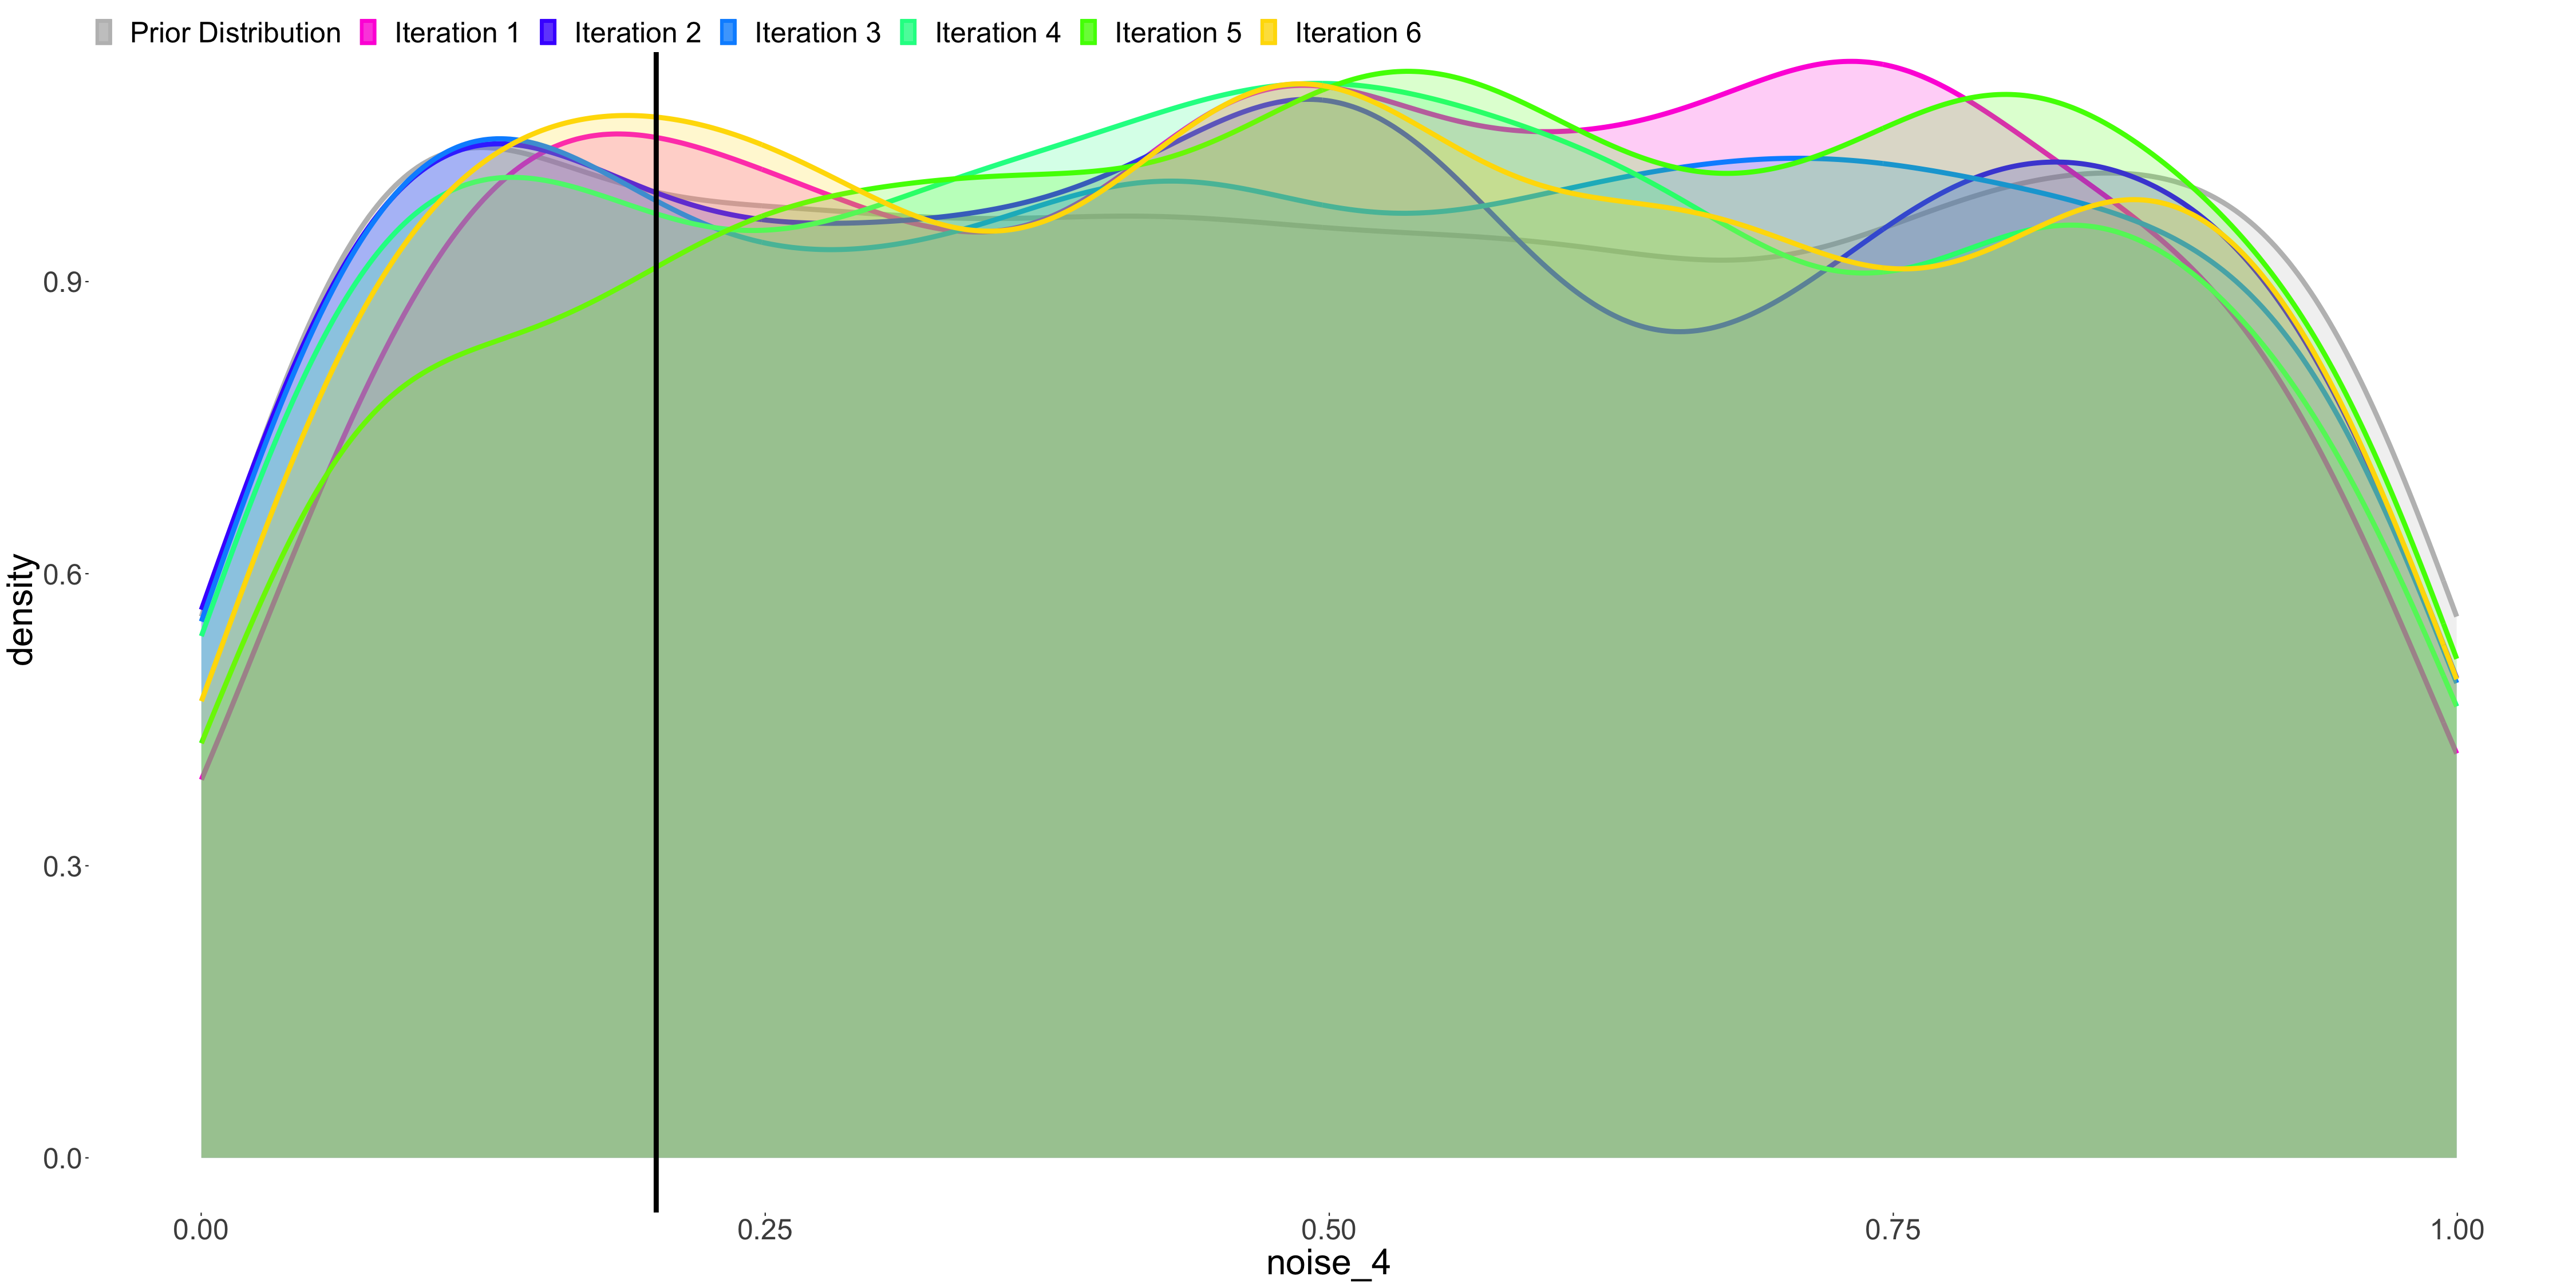 Prior Distribution Iteration 1 Iteration 2 Iteration 3 Iteration 4 Iteration 5 Iteration 6
density
0.9
0.6
0.3
0.0
0.00 0.25 0.50 0.75 1.00
noise_4